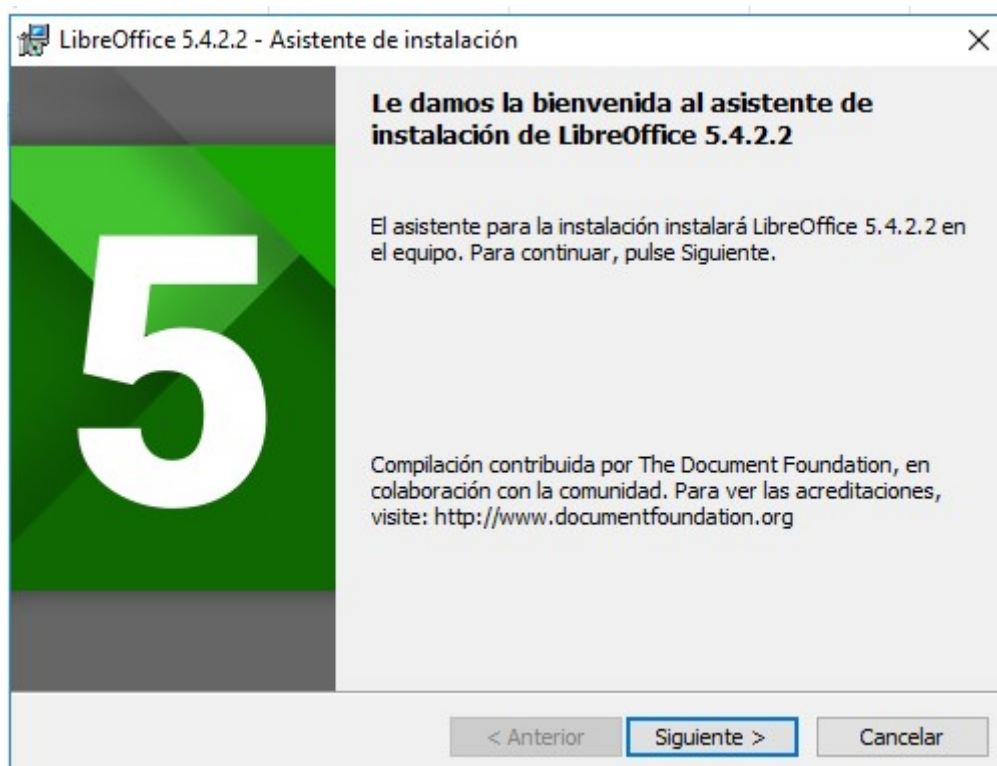 LibreOffice 5.4.2.2 - Asistente de instalación
5
Le damos la bienvenida al asistente de
instalación de LibreOffice 5.4.2.2
El asistente para la instalación instalará LibreOffice 5.4.2.2 en
el equipo. Para continuar, pulse Siguiente.
Compilación contribuida por The Document Foundation, en
colaboración con la comunidad. Para ver las acreditaciones,
visite: http://www.documentfoundation.org
< Anterior
Siguiente >
Cancelar